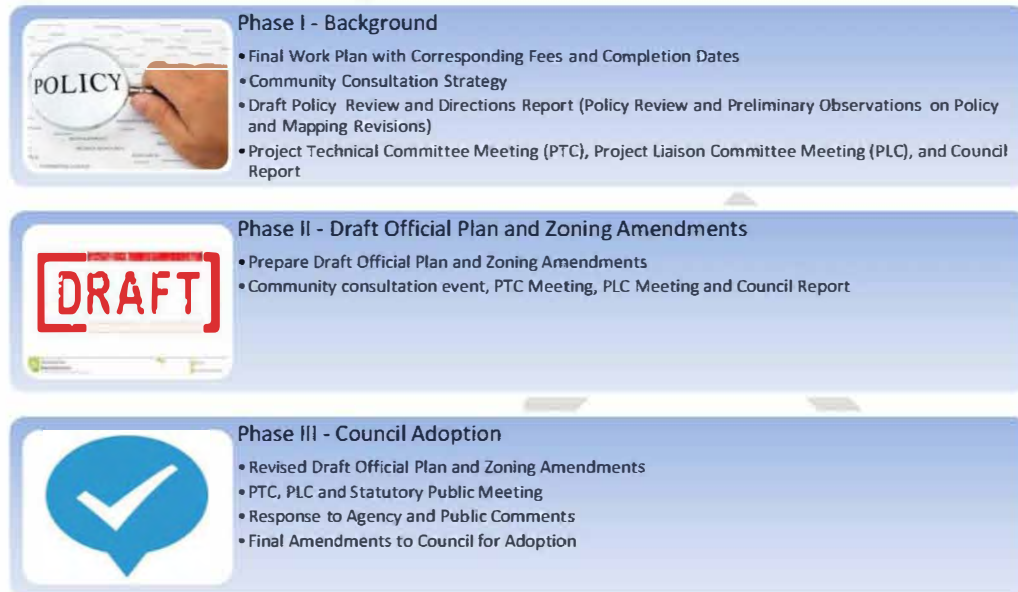 Phase I - Background
POLICY
• Final Work Plan with Corresponding Fees and Completion Dates
• Community Consultation Strategy
• Draft Policy Review and Directions Report (Policy Review and Preliminary Observations on Policy
and Mapping Revisions)
• Project Technical Committee Meeting (PTC), Project Liaison Committee Meeting (PLC), and Council
Report
Phase II - Draft Official Plan and Zoning Amendments
DRAFT
• Prepare Draft Official Plan and Zoning Amendments
• Community consultation event, PTC Meeting, PLC Meeting and Council Report
Phase III - Council Adoption
• Revised Draft Official Plan and Zoning Amendments
• PTC, PLC and Statutory Public Meeting
• Response to Agency and Public Comments
• Final Amendments to Council for Adoption